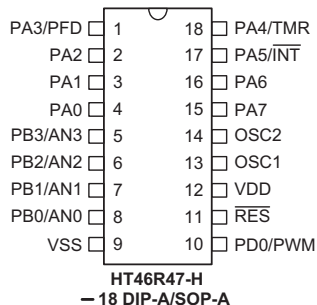 PA3/PFD 1 18 PA4/TMR
PA2 2 17 PA5/INT
PA1 3 16 PA6
PA0 4 15 PA7
PB3/AN3 5 14 OSC2
PB2/AN2 6 13 OSC1
PB1/AN1 7 12 VDD
PB0/AN0 8 11 RES
VSS 9 10 PD0/PWM
HT46R47-H
– 18 DIP-A/SOP-A